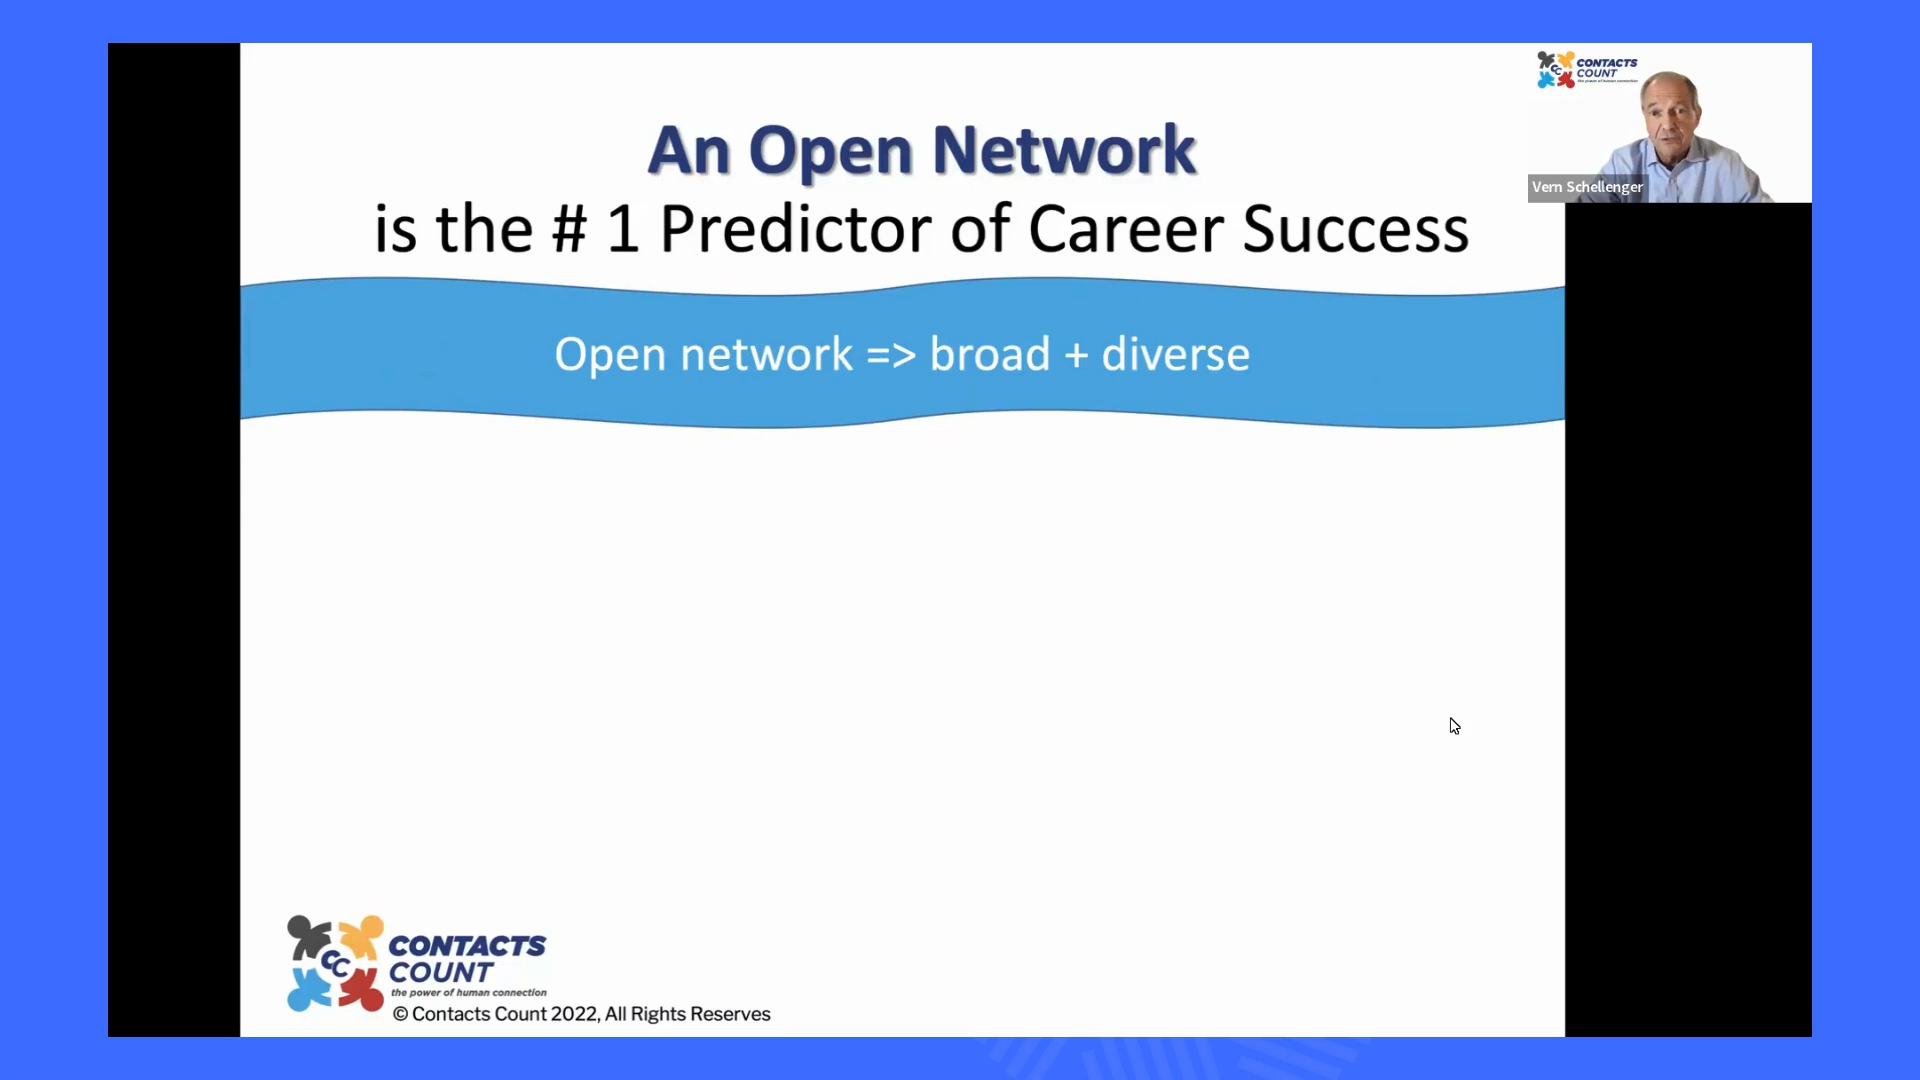 CONTACTS
COUNT
the power of human connection
Vern Schellenger
An Open Network
is the # 1 Predictor of Career Success
Open network => broad + diverse
CC
CONTACTS
COUNT
the power of human connection
© Contacts Count 2022, All Rights Reserves